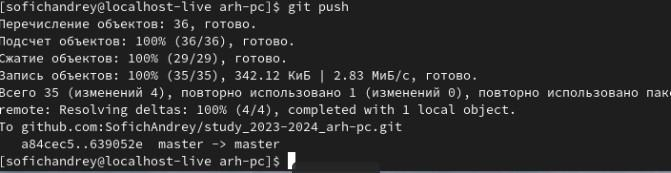 [sofichandrey@localhost-live arh-pc]$ git push
Перечисление объектов: 36, готово.
Подсчет объектов: 100% (36/36), готово.
Сжатие объектов: 100% (29/29), готово.
Запись объектов: 100% (35/35), 342.12 КиБ | 2.83 МиБ/с, готово.
Всего 35 (изменений 4), повторно использовано 1 (изменений 0), повторно использовано пак
remote: Resolving deltas: 100% (4/4), completed with 1 local object.
To github.com:SofichAndrey/study_2023-2024_arh-pc.git
a84cec5..639052e  master -> master
[sofichandrey@localhost-live arh-pc]$